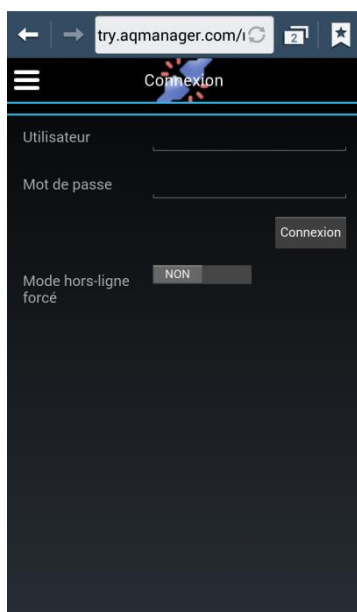 try.aqmanager.com/
2
Connexion
Utilisateur
Mot de passe
Connexion
Mode hors-ligne
forcé
NON